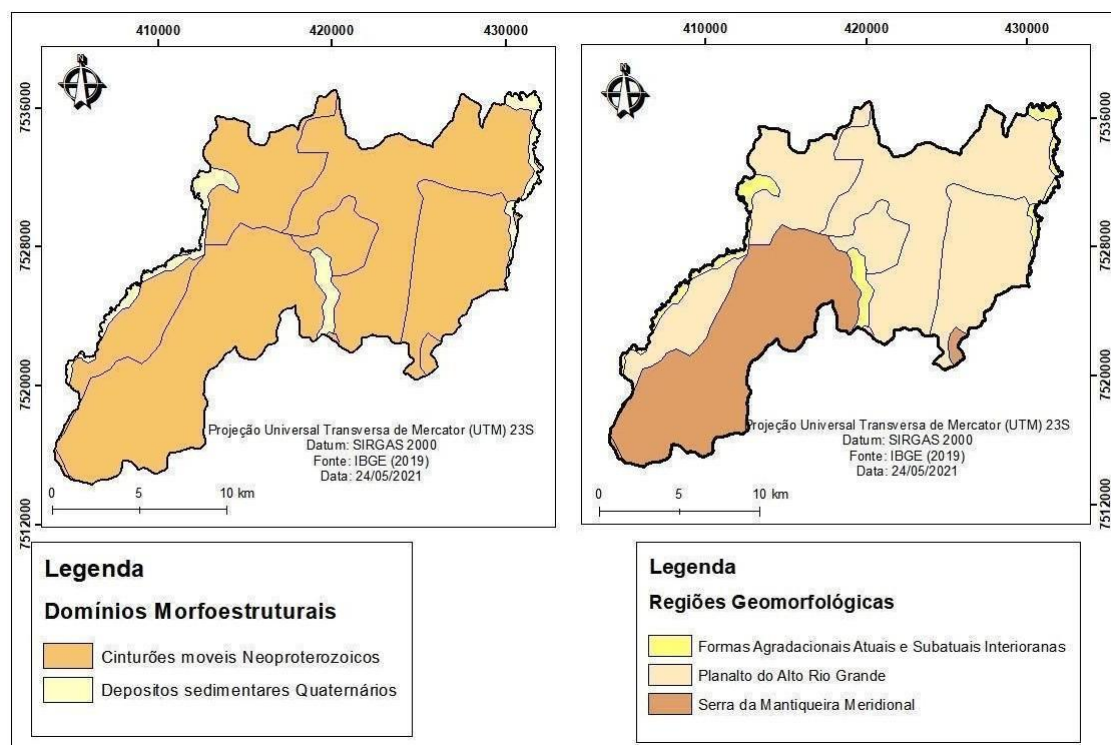 410000 420000 430000
N
7536000
7528000
7520000
7512000
Projeção Universal Transversa de Mercator (UTM) 23S
Datum: SIRGAS 2000
Fonte: IBGE (2019)
Data: 24/05/2021
0 5 10 km
Legenda
Domínios Morfoestruturais
Cinturões moveis Neoproterozoicos
Depositos sedimentares Quaternários
410000 420000 430000
N
7536000
7528000
7520000
7512000
Projeção Universal Transversa de Mercator (UTM) 23S
Datum: SIRGAS 2000
Fonte: IBGE (2019)
Data: 24/05/2021
0 5 10 km
Legenda
Regiões Geomorfológicas
Formas Agradacionais Atuais e Subatuais Interioranas
Planalto do Alto Rio Grande
Serra da Mantiqueira Meridional